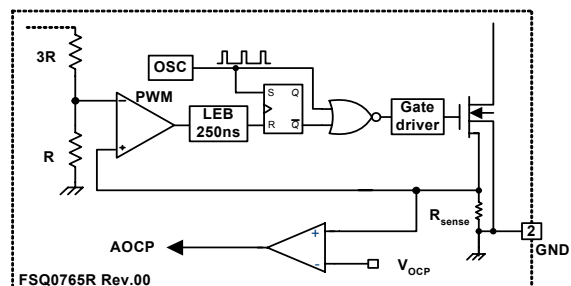 3R
OSC
PWM
S Q
R Q
LEB
250ns
Gate
driver
R
−
+
Rsense
2
GND
AOCP
+
-
VOCP
FSQ0765R Rev.00